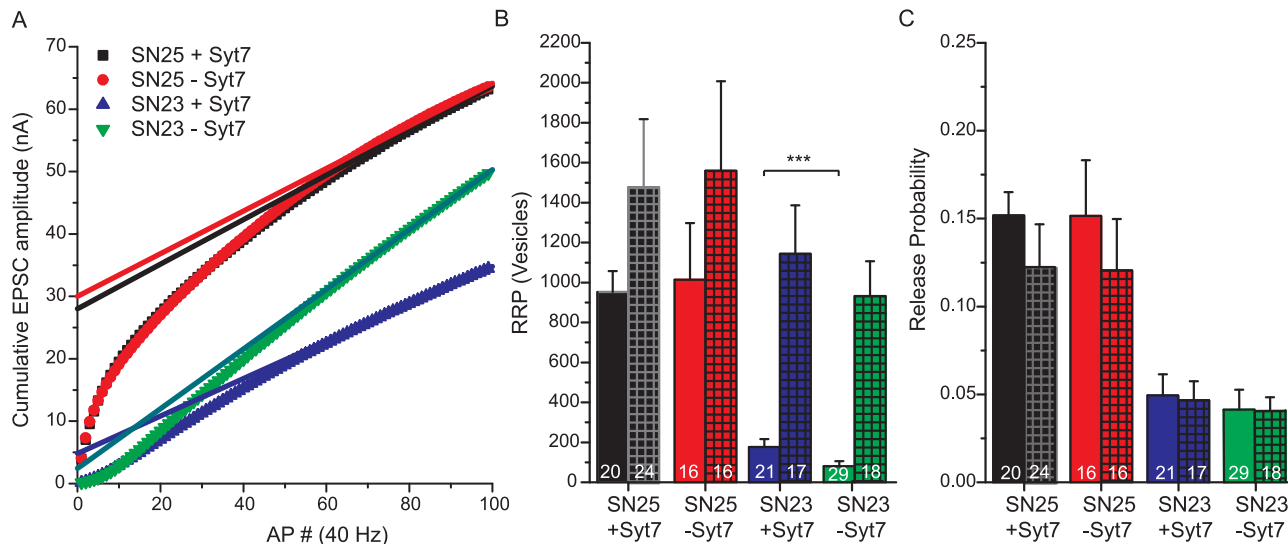 A
Cumulative EPSC amplitude (nA)
70
60
50
40
30
20
10
0
SN25 + Syt7
SN25 - Syt7
SN23 + Syt7
SN23 - Syt7
0 20 40 60 80 100
AP # (40 Hz)
B
RRP (Vesicles)
2200
2000
1800
1600
1400
1200
1000
800
600
400
200
***
20 24 16 16 21 17 29 18
SN25 SN25 SN23 SN23
+Syt7 -Syt7 +Syt7 -Syt7
C
Release Probability
0.25
0.20
0.15
0.10
0.05
0.00
20 24 16 16 21 17 29 18
SN25 SN25 SN23 SN23
+Syt7 -Syt7 +Syt7 -Syt7